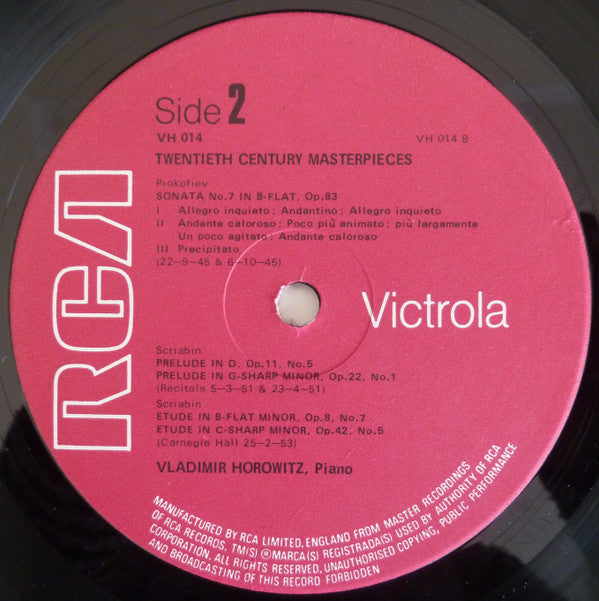 Side 2
VH 014
VH 014 B
TWENTIETH CENTURY MASTERPIECES
Prokofiev
SONATA No.7 IN B-FLAT, Op.83
I Allegro inquieto; Andantino; Allegro inquieto
II Andante caloroso; Poco più animato; più largamente
Un poco agitato; Andante caloroso
III Precipitato
(22-9-45 & 6-10-45)
RCA
Victrola
Scriabin
PRELUDE IN D, Op.11, No.5
PRELUDE IN G-SHARP MINOR, Op.22, No.1
(Recitals 5-3-51 & 23-4-51)
Scriabin
ETUDE IN B-FLAT MINOR, Op.8, No.7
ETUDE IN C-SHARP MINOR, Op.42, No.5
(Carnegie Hall 25-2-53)
VLADIMIR HOROWITZ, Piano
MANUFACTURED BY RCA LIMITED, ENGLAND FROM MASTER RECORDINGS
OF RCA RECORDS. TM(S) ® MARCA(S) REGISTRADA(S) USED BY AUTHORITY OF RCA
CORPORATION. ALL RIGHTS RESERVED. UNAUTHORISED COPYING, PUBLIC PERFORMANCE
AND BROADCASTING OF THIS RECORD FORBIDDEN